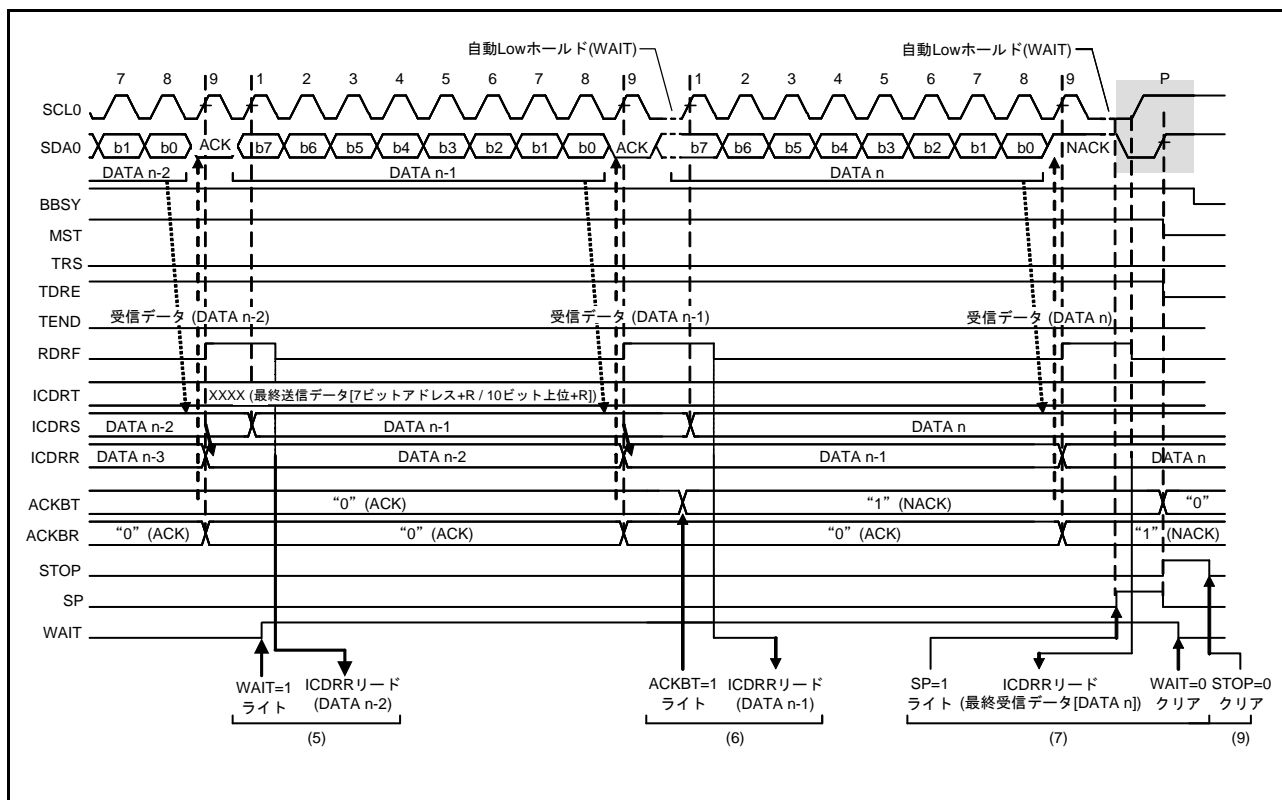 自動Lowホールド(WAIT) 自動Lowホールド(WAIT)
7 8 9 1 2 3 4 5 6 7 8 9 1 2 3 4 5 6 7 8 9 P
SCL0
SDA0 b1 b0 ACK b7 b6 b5 b4 b3 b2 b1 b0 ACK b7 b6 b5 b4 b3 b2 b1 b0 NACK
DATA n-2 DATA n-1 DATA n
BBSY
MST
TRS
TDRE
受信データ (DATA n-2) 受信データ (DATA n-1) 受信データ (DATA n)
TEND
RDRF
ICDRT XXXX (最終送信データ[7ビットアドレス+R / 10ビット上位+R])
ICDRS DATA n-2 DATA n-1 DATA n
ICDRR DATA n-3 DATA n-2 DATA n-1 DATA n
ACKBT “0” (ACK) “1” (NACK) “0”
ACKBR “0” (ACK) “0” (ACK) “0” (ACK) “1” (NACK)
STOP
SP
WAIT
WAIT=1 ICDRRリード ACKBT=1 ICDRRリード SP=1 ICDRRリード WAIT=0 STOP=0
ライト (DATA n-2) ライト (DATA n-1) ライト (最終受信データ[DATA n]) クリア クリア
(5) (6) (7) (9)